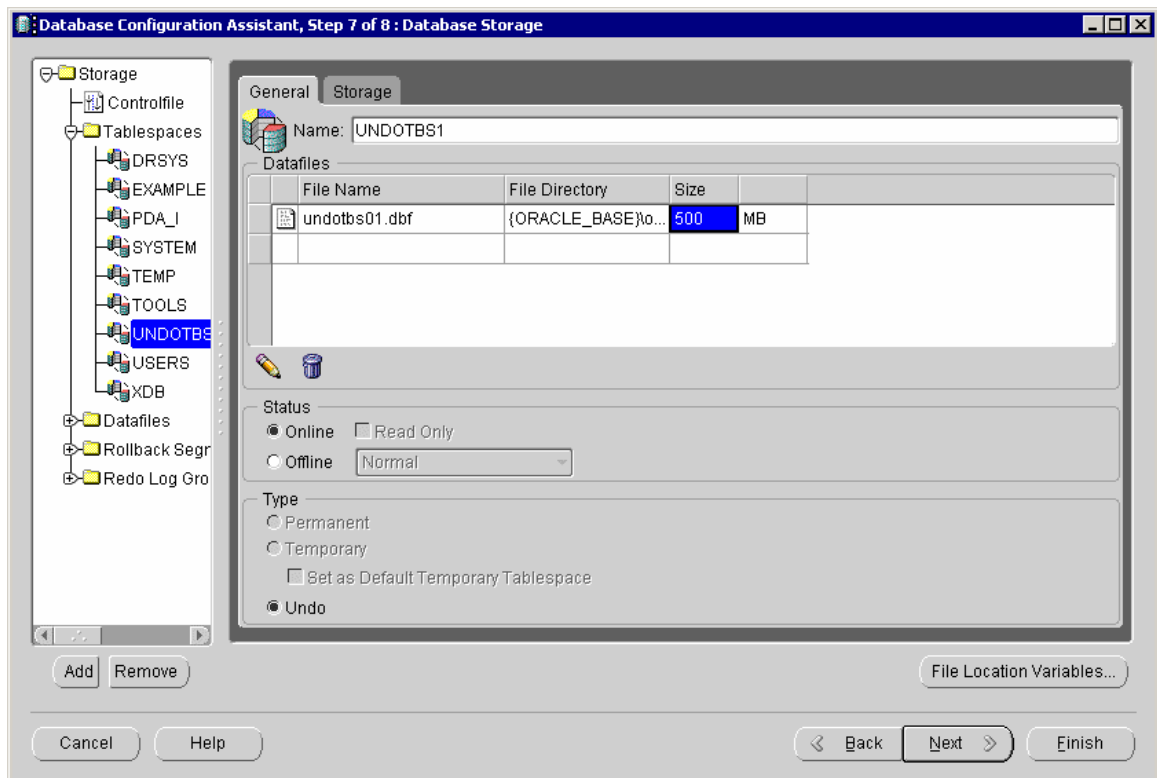 Database Configuration Assistant, Step 7 of 8 : Database Storage
Storage
Controlfile
Tablespaces
DRSYS
EXAMPLE
PDA_I
SYSTEM
TEMP
TOOLS
UNDOTBS
USERS
XDB
Datafiles
Rollback Segr
Redo Log Gro
General Storage
Name: UNDOTBS1
Datafiles
File Name File Directory Size
undotbs01.dbf {ORACLE_BASE}\o... 500 MB
Status
Online Read Only
Offline Normal
Type
Permanent
Temporary
Set as Default Temporary Tablespace
Undo
Add Remove File Location Variables...
Cancel Help Back Next Finish